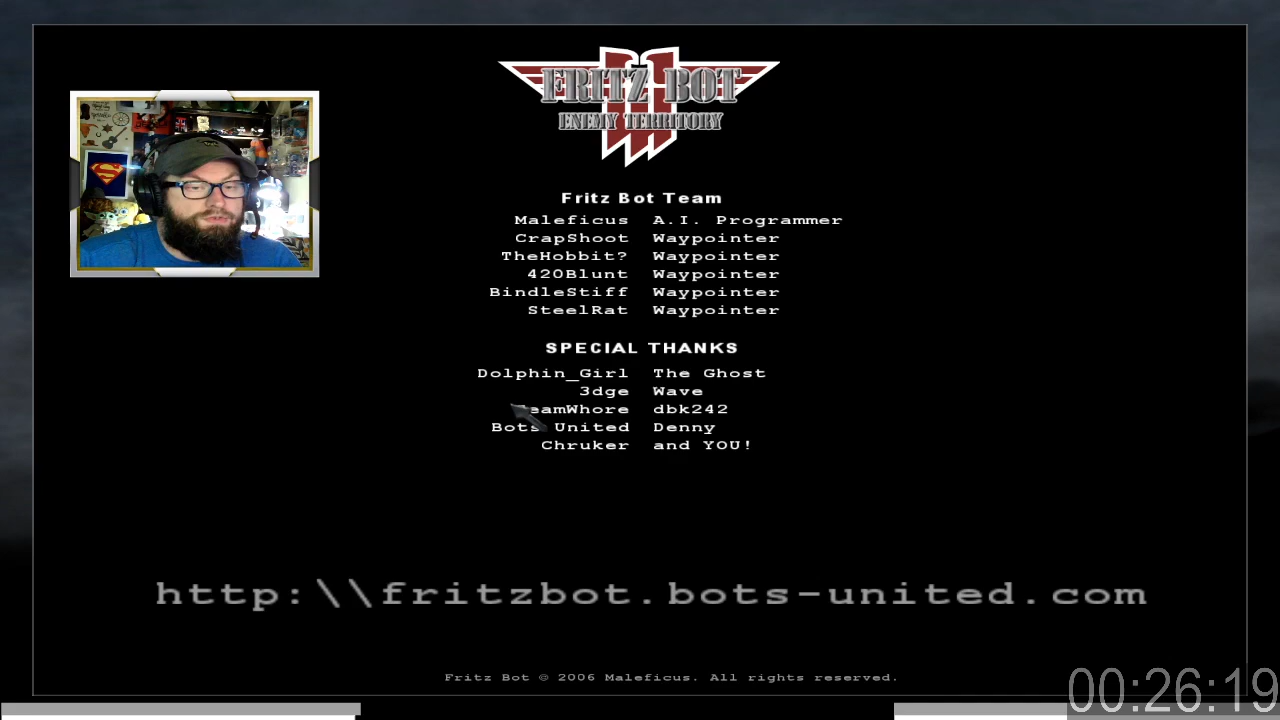 FRITZ BOT
ENEMY TERRITORY
Fritz Bot Team
Maleficus A.I. Programmer
CrapShoot Waypointer
TheHobbit? Waypointer
420Blunt Waypointer
BindleStiff Waypointer
SteelRat Waypointer
SPECIAL THANKS
Dolphin_Girl The Ghost
3dge Wave
dbk242
Bots United Denny
Chruker and YOU!
http:\\fritzbot.bots-united.com
Fritz Bot © 2006 Maleficus. All rights reserved.
00:26:19